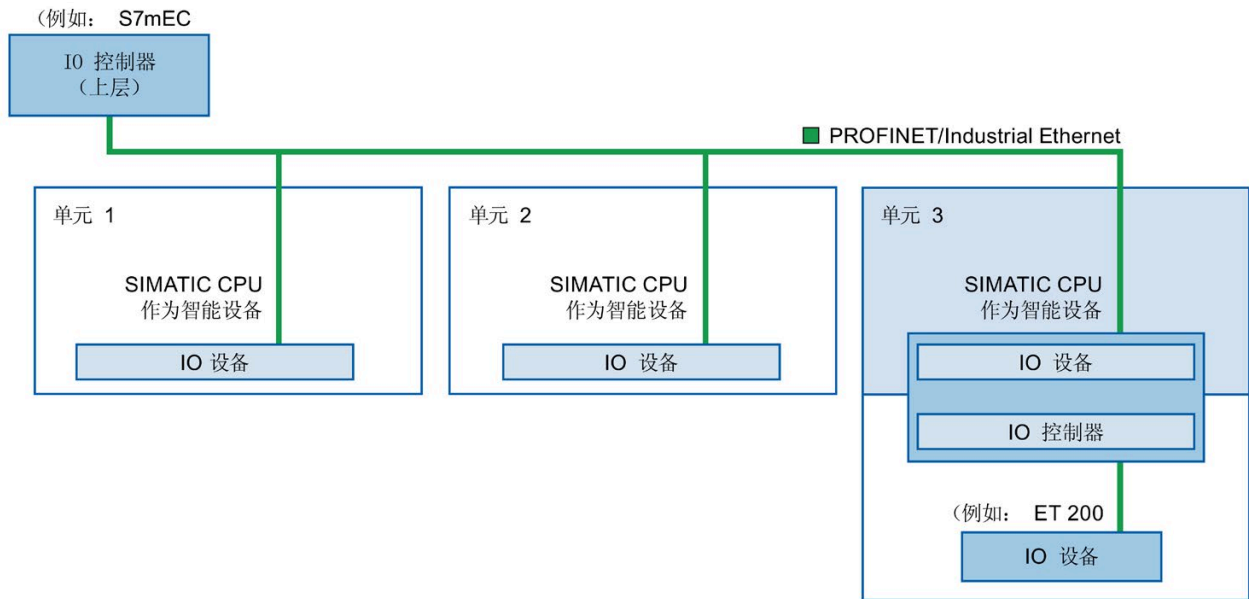 (例如: S7mEC
IO 控制器
(上层)
PROFINET/Industrial Ethernet
单元 1
SIMATIC CPU
作为智能设备
IO 设备
单元 2
SIMATIC CPU
作为智能设备
IO 设备
单元 3
SIMATIC CPU
作为智能设备
IO 设备
IO 控制器
(例如: ET 200
IO 设备